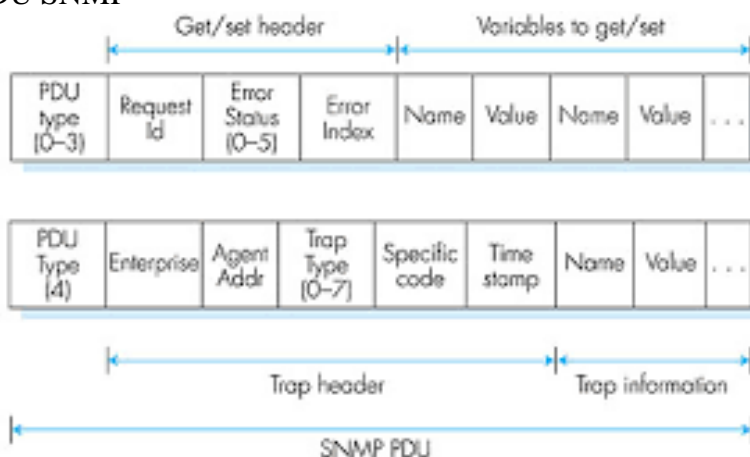 PDU SNMP
Get/set header Variables to get/set
PDU type (0–3) Request Id Error Status (0–5) Error Index Name Value Name Value . . .
PDU Type (4) Enterprise Agent Addr Trap Type (0–7) Specific code Time stamp Name Value . . .
Trap header Trap information
SNMP PDU